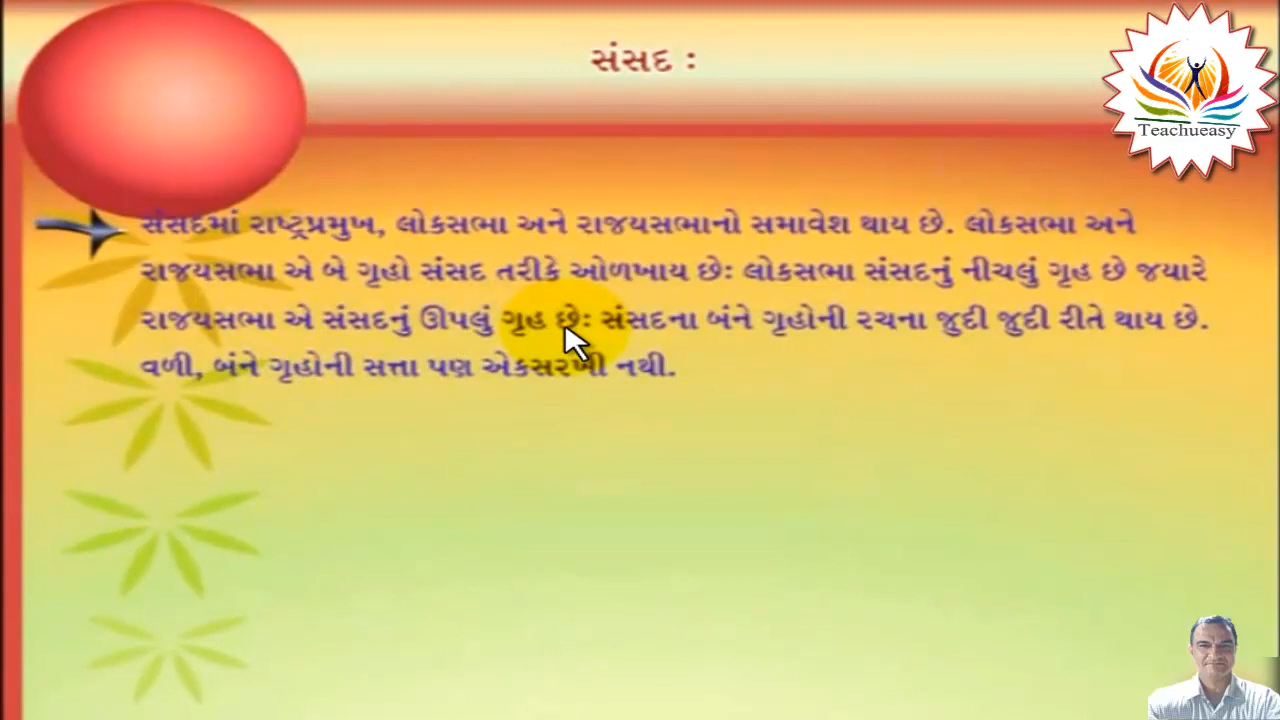 સંસદ :
Teachueasy
સંસદમાં રાષ્ટ્રપ્રમુખ, લોકસભા અને રાજયસભાનો સમાવેશ થાય છે. લોકસભા અને
રાજયસભા એ બે ગૃહો સંસદ તરીકે ઓળખાય છે: લોકસભા સંસદનું નીચલું ગૃહ છે જયારે
રાજયસભા એ સંસદનું ઊપલું ગૃહ છે: સંસદના બંને ગૃહોની રચના જુદી જુદી રીતે થાય છે.
વળી, બંને ગૃહોની સત્તા પણ એકસરખી નથી.